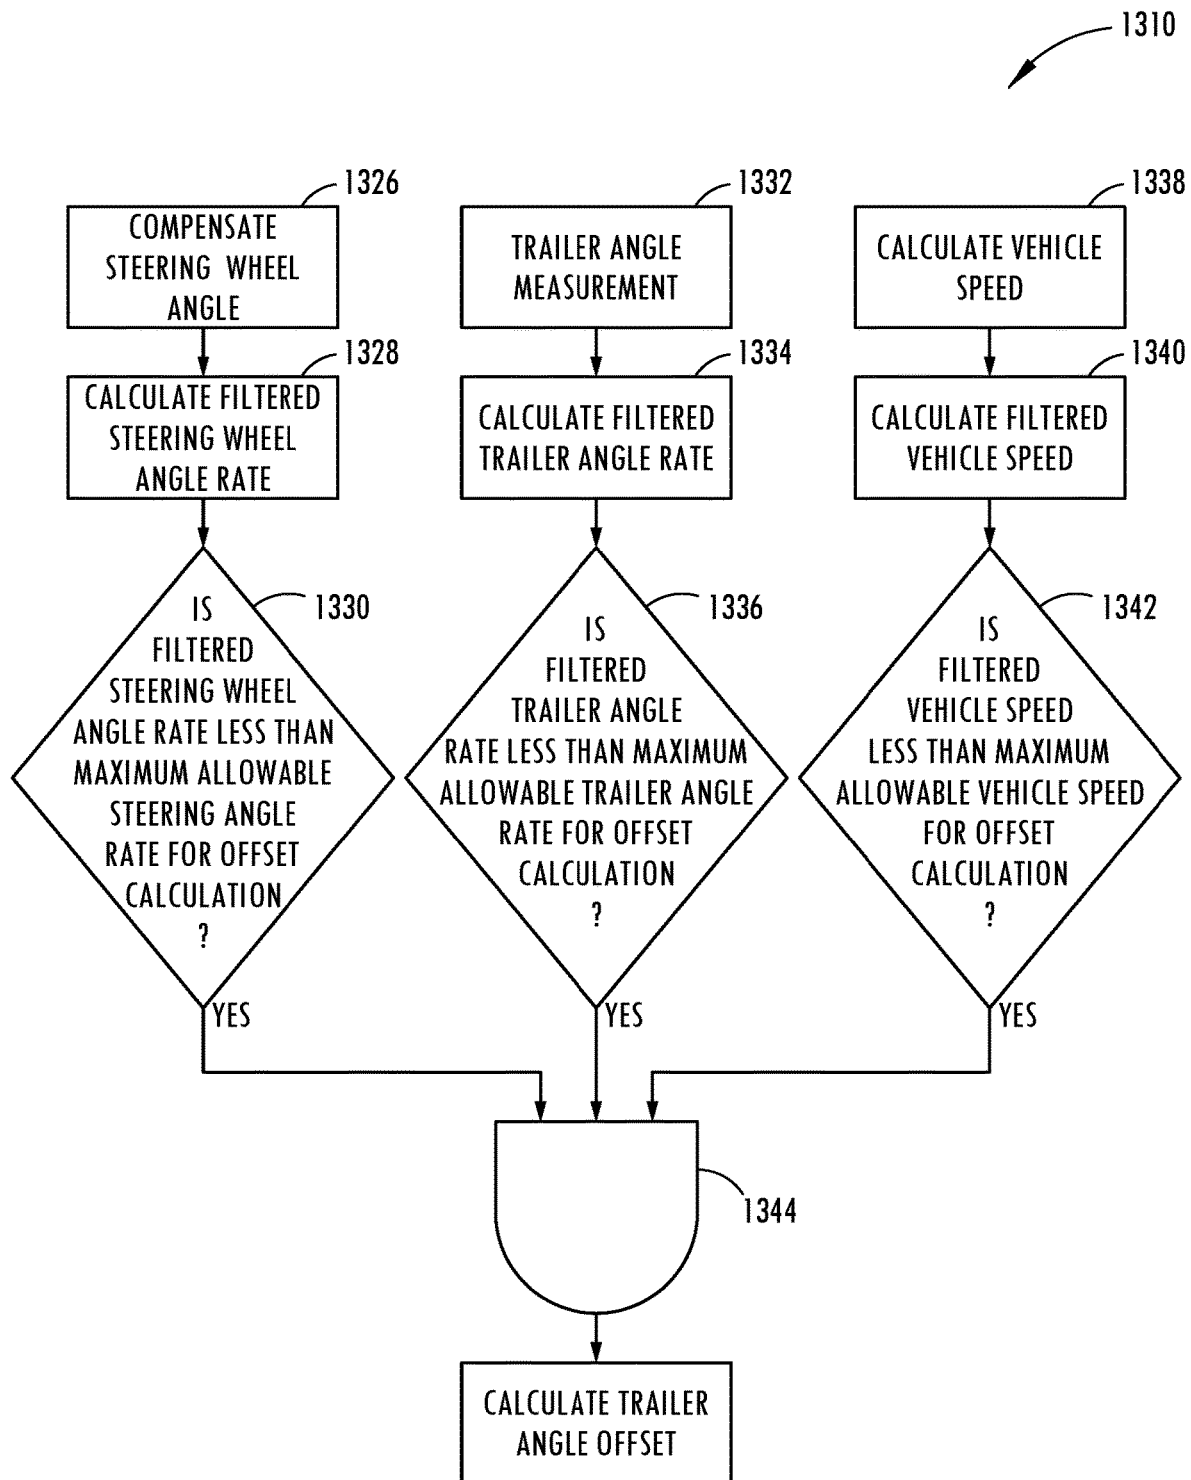 1310
1326
COMPENSATE
STEERING WHEEL
ANGLE
1332
TRAILER ANGLE
MEASUREMENT
1338
CALCULATE VEHICLE
SPEED
1328
CALCULATE FILTERED
STEERING WHEEL
ANGLE RATE
1334
CALCULATE FILTERED
TRAILER ANGLE RATE
1340
CALCULATE FILTERED
VEHICLE SPEED
1330
IS
FILTERED
STEERING WHEEL
ANGLE RATE LESS THAN
MAXIMUM ALLOWABLE
STEERING ANGLE
RATE FOR OFFSET
CALCULATION
?
YES
1336
IS
FILTERED
TRAILER ANGLE
RATE LESS THAN MAXIMUM
ALLOWABLE TRAILER ANGLE
RATE FOR OFFSET
CALCULATION
?
YES
1342
IS
FILTERED
VEHICLE SPEED
LESS THAN MAXIMUM
ALLOWABLE VEHICLE SPEED
FOR OFFSET
CALCULATION
?
YES
1344
CALCULATE TRAILER
ANGLE OFFSET